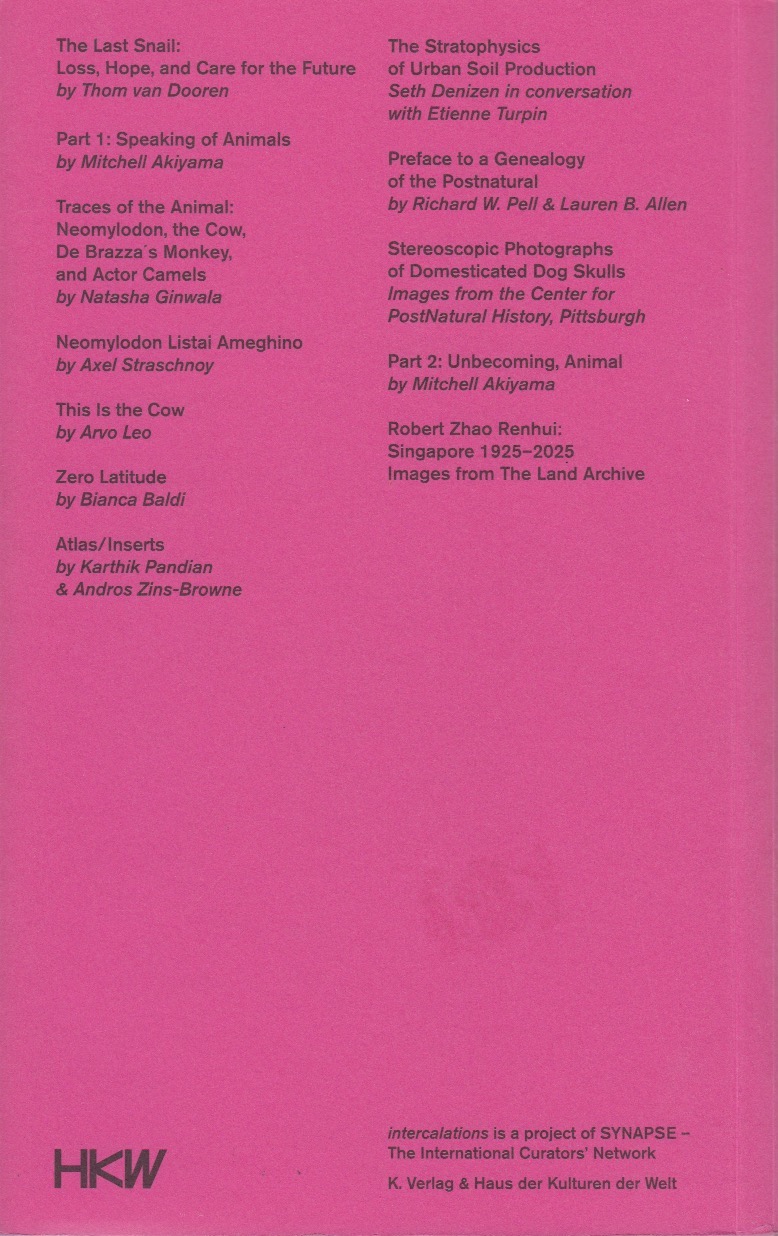 The Last Snail:
Loss, Hope, and Care for the Future
by Thom van Dooren
Part 1: Speaking of Animals
by Mitchell Akiyama
Traces of the Animal:
Neomylodon, the Cow,
De Brazza´s Monkey,
and Actor Camels
by Natasha Ginwala
Neomylodon Listai Ameghino
by Axel Straschnoy
This Is the Cow
by Arvo Leo
Zero Latitude
by Bianca Baldi
Atlas/Inserts
by Karthik Pandian
& Andros Zins-Browne
The Stratophysics
of Urban Soil Production
Seth Denizen in conversation
with Etienne Turpin
Preface to a Genealogy
of the Postnatural
by Richard W. Pell & Lauren B. Allen
Stereoscopic Photographs
of Domesticated Dog Skulls
Images from the Center for
PostNatural History, Pittsburgh
Part 2: Unbecoming, Animal
by Mitchell Akiyama
Robert Zhao Renhui:
Singapore 1925–2025
Images from The Land Archive
HKW
intercalations is a project of SYNAPSE –
The International Curators’ Network
K. Verlag & Haus der Kulturen der Welt